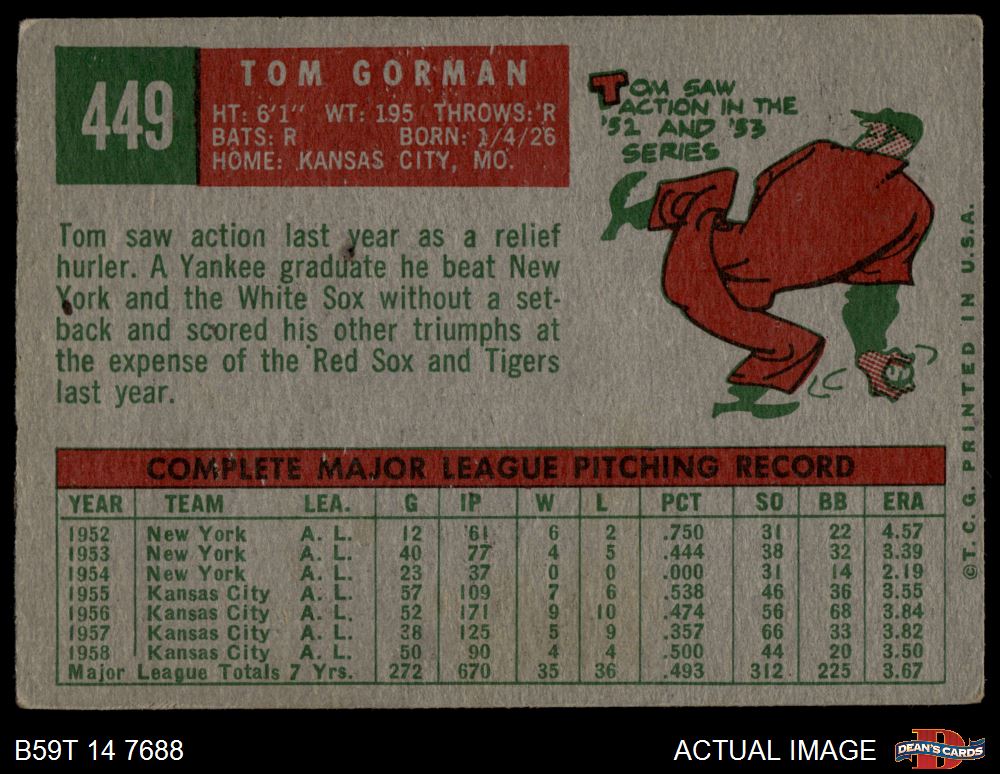 449
TOM GORMAN
HT: 6'1" WT: 195 THROWS: R
BATS: R BORN: 1/4/26
HOME: KANSAS CITY, MO.
TOM SAW
ACTION IN THE
'52 AND '53
SERIES
Tom saw action last year as a relief
hurler. A Yankee graduate he beat New
York and the White Sox without a set-
back and scored his other triumphs at
the expense of the Red Sox and Tigers
last year.
COMPLETE MAJOR LEAGUE PITCHING RECORD
YEAR TEAM LEA. G IP W L PCT SO BB ERA
1952 New York A. L. 12 61 6 2 .750 31 22 4.57
1953 New York A. L. 40 77 4 5 .444 38 32 3.39
1954 New York A. L. 23 37 0 0 .000 31 14 2.19
1955 Kansas City A. L. 57 109 7 6 .538 46 36 3.55
1956 Kansas City A. L. 52 171 9 10 .474 56 68 3.84
1957 Kansas City A. L. 38 125 5 9 .357 66 33 3.82
1958 Kansas City A. L. 50 90 4 4 .500 44 20 3.50
Major League Totals 7 Yrs. 272 670 35 36 .493 312 225 3.67
©T. C. G. PRINTED IN U.S.A.
B59T 14 7688
ACTUAL IMAGE
DEAN'S CARDS